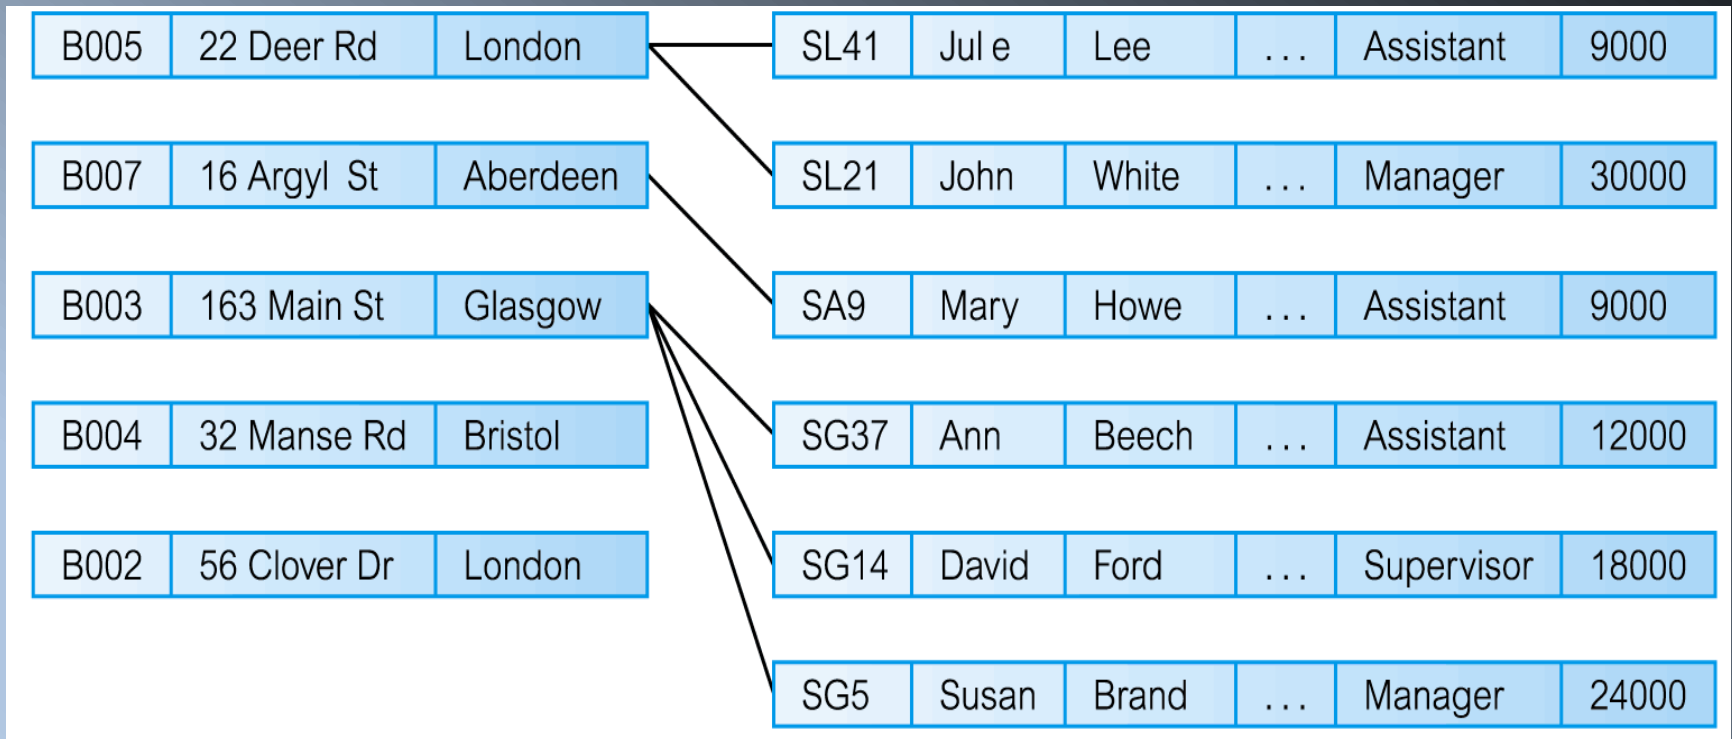 B005 22 Deer Rd London SL41 Jul e Lee ... Assistant 9000
B007 16 Argyl St Aberdeen SL21 John White ... Manager 30000
B003 163 Main St Glasgow SA9 Mary Howe ... Assistant 9000
B004 32 Manse Rd Bristol SG37 Ann Beech ... Assistant 12000
B002 56 Clover Dr London SG14 David Ford ... Supervisor 18000
SG5 Susan Brand ... Manager 24000